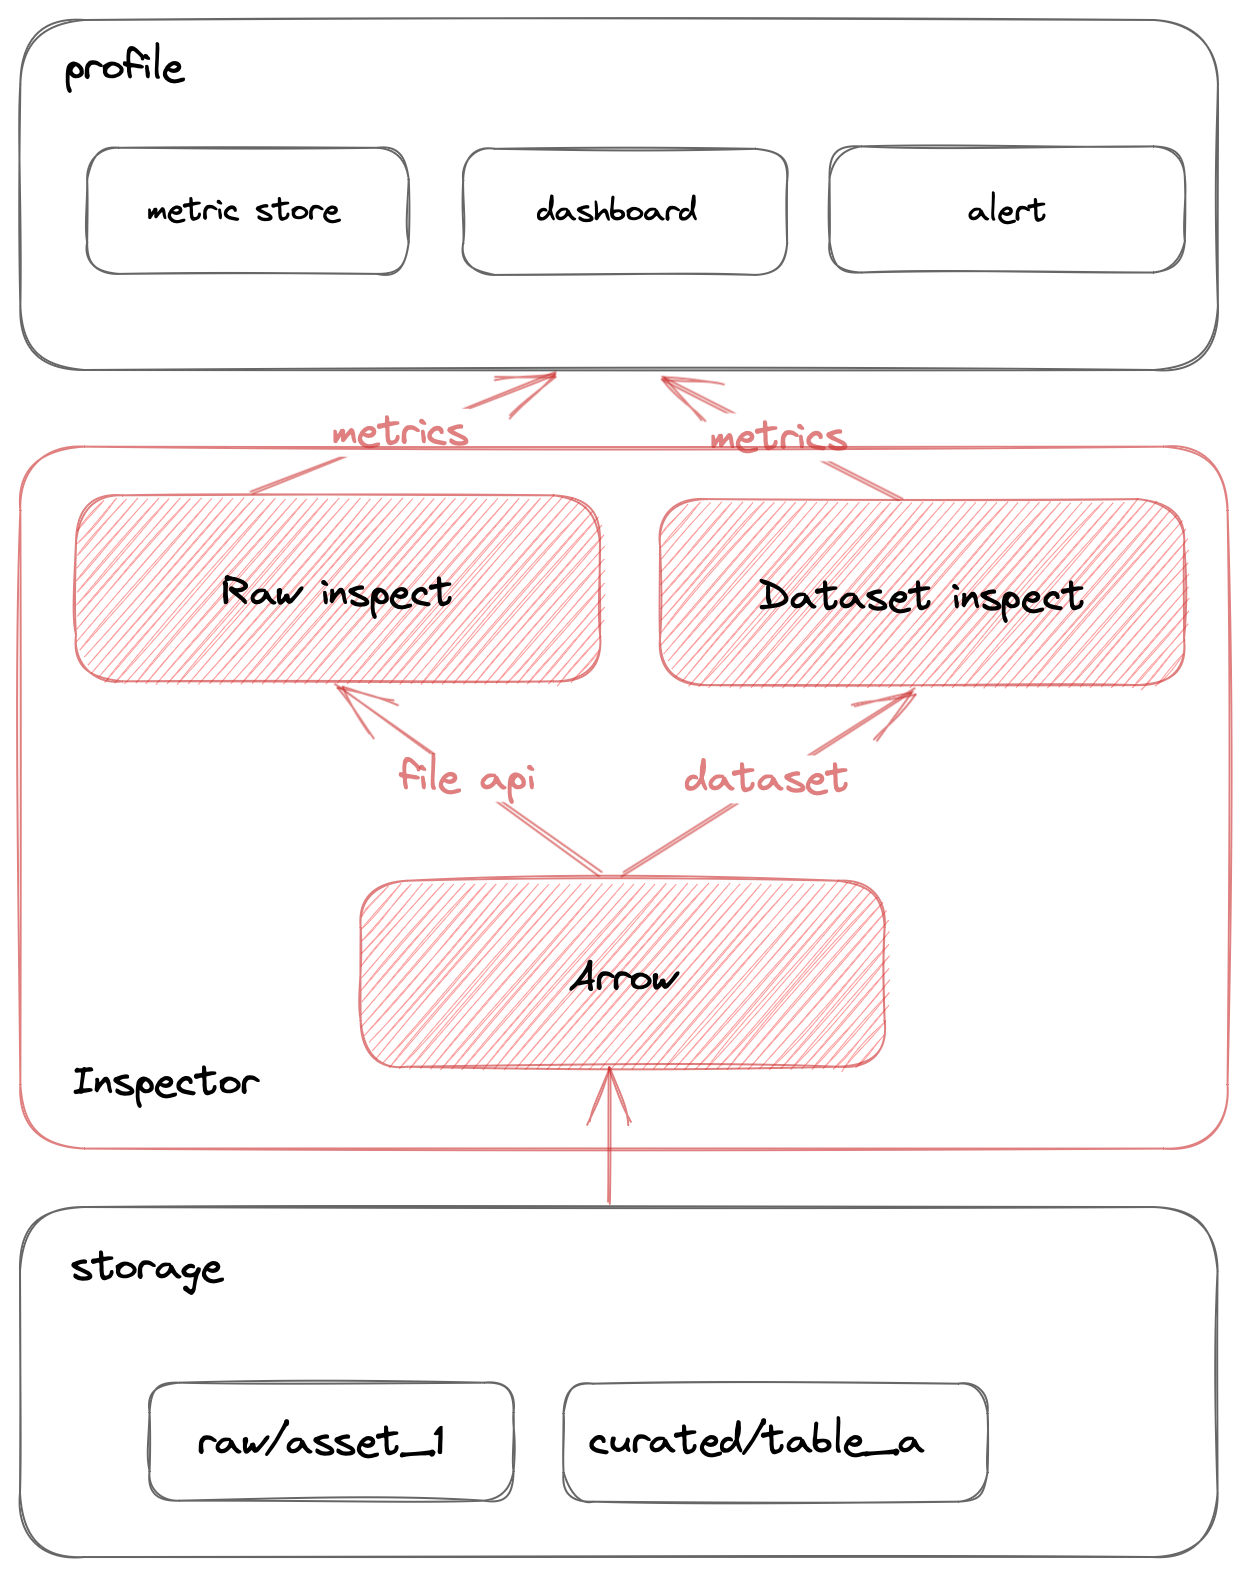 profile
metric store
dashboard
alert
metrics
metrics
Raw inspect
Dataset inspect
file api
dataset
Arrow
Inspector
storage
raw/asset_1
curated/table_a